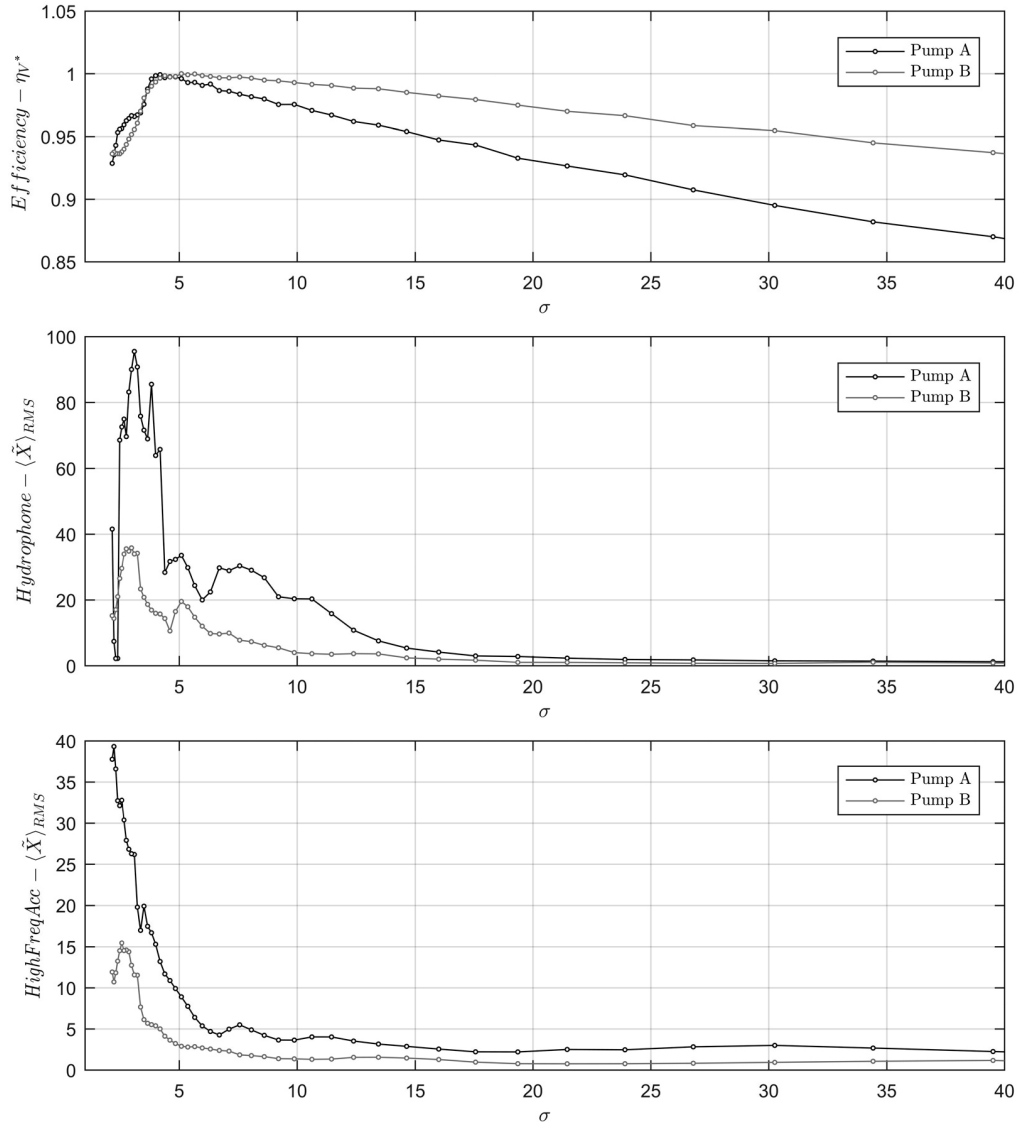 1.05
1
0.95
0.9
0.85
Efficiency − ηV*
Pump A
Pump B
5 10 15 20 25 30 35 40
σ
100
80
60
40
20
0
Hydrophone − ⟨X̃⟩RMS
Pump A
Pump B
5 10 15 20 25 30 35 40
σ
40
35
30
25
20
15
10
5
0
HighFreqAcc − ⟨X̃⟩RMS
Pump A
Pump B
5 10 15 20 25 30 35 40
σ